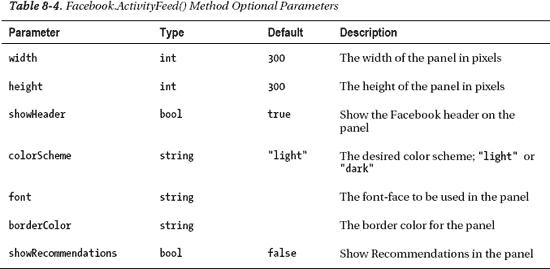 Table 8-4. Facebook.ActivityFeed() Method Optional Parameters
Parameter Type Default Description
width int 300 The width of the panel in pixels
height int 300 The height of the panel in pixels
showHeader bool true Show the Facebook header on the
panel
colorScheme string "light" The desired color scheme; "light" or
"dark"
font string The font-face to be used in the panel
borderColor string The border color for the panel
showRecommendations bool false Show Recommendations in the panel